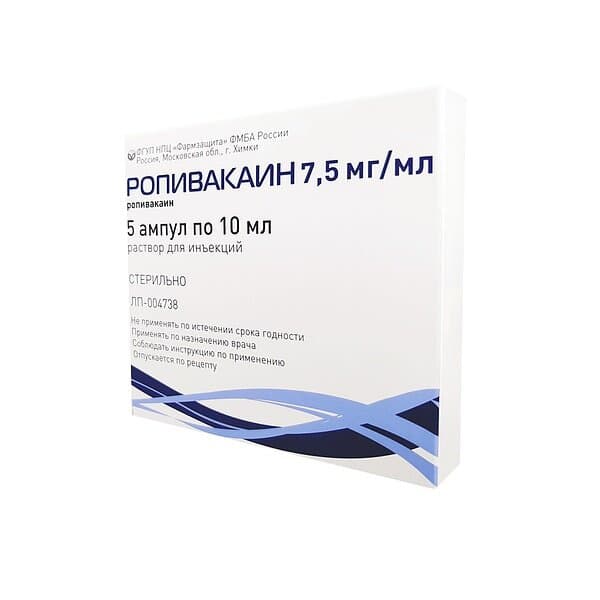 ФГУП НПЦ «Фармзащита» ФМБА России
Россия, Московская обл., г. Химки
РОПИВАКАИН 7,5 мг/мл
ропивакаин
5 ампул по 10 мл
раствор для инъекций
СТЕРИЛЬНО
ЛП-004738
Не применять по истечении срока годности
Применять по назначению врача
Соблюдать инструкцию по применению
Отпускается по рецепту